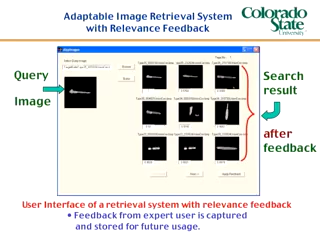 Adaptable Image Retrieval System
with Relevance Feedback
Colorado
State
University
Query
Image
Search
result
after
feedback
User Interface of a retrieval system with relevance feedback
• Feedback from expert user is captured
and stored for future usage.